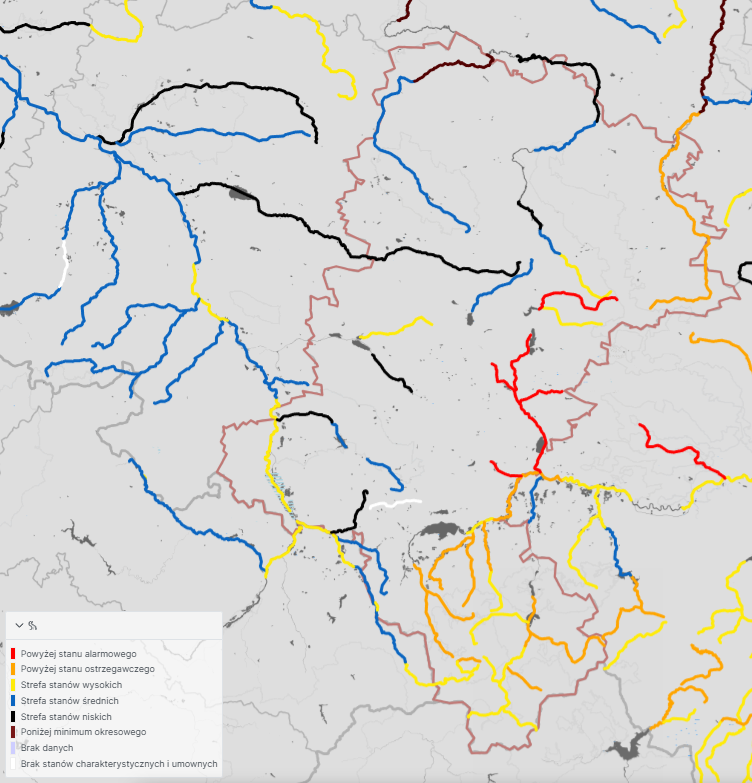 Powyżej stanu alarmowego
Powyżej stanu ostrzegawczego
Strefa stanów wysokich
Strefa stanów średnich
Strefa stanów niskich
Poniżej minimum okresowego
Brak danych
Brak stanów charakterystycznych i umownych